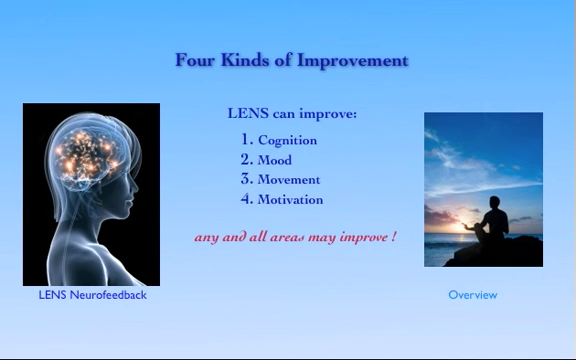 Four Kinds of Improvement
LENS can improve:
1. Cognition
2. Mood
3. Movement
4. Motivation
any and all areas may improve !
LENS Neurofeedback
Overview